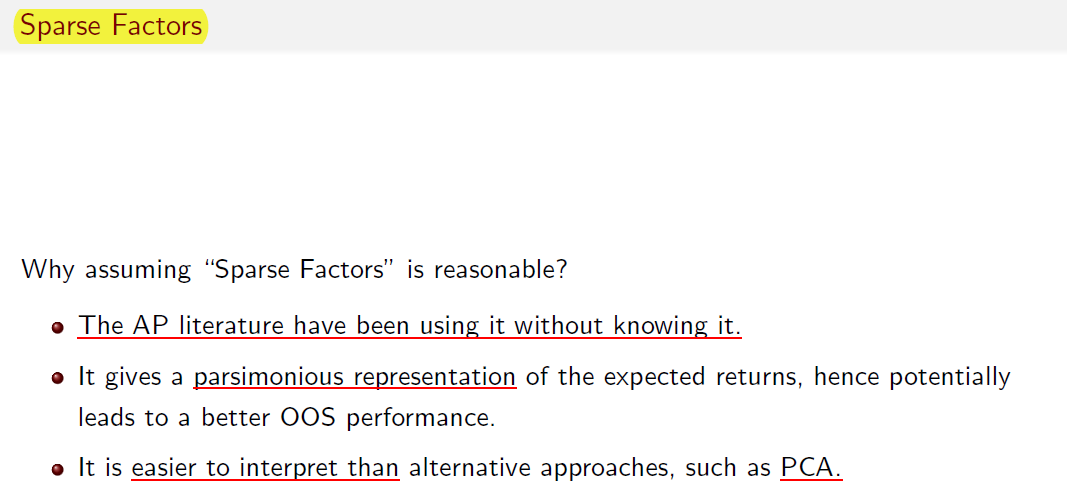 Sparse Factors
Why assuming “Sparse Factors” is reasonable?
The AP literature have been using it without knowing it.
It gives a parsimonious representation of the expected returns, hence potentially
leads to a better OOS performance.
It is easier to interpret than alternative approaches, such as PCA.